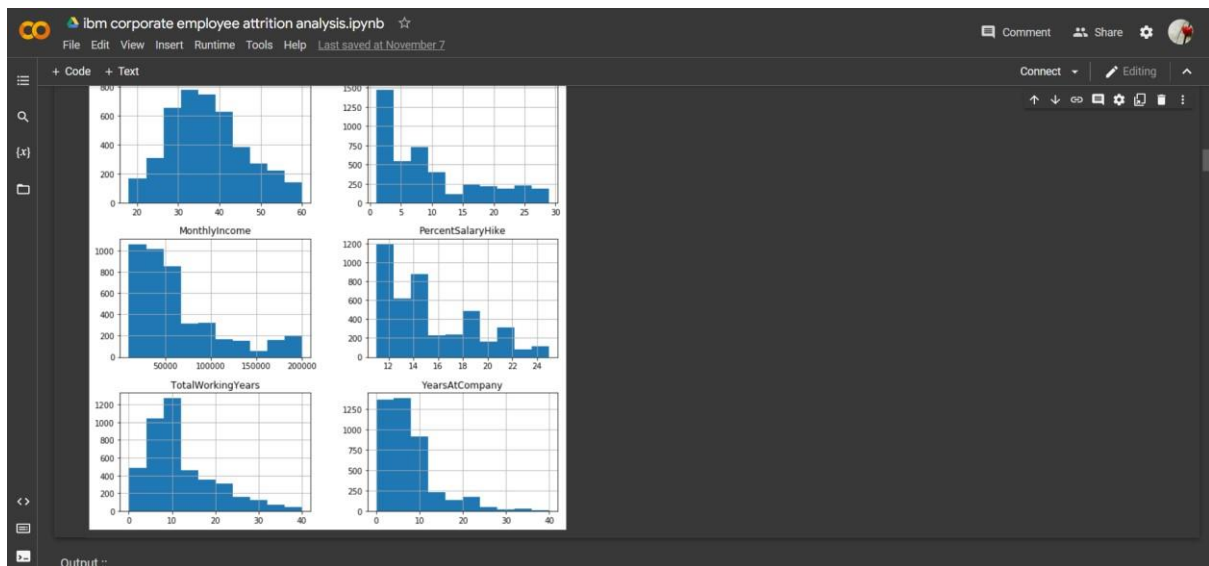 ibm corporate employee attrition analysis.ipynb
Comment Share
File Edit View Insert Runtime Tools Help Last saved at November 7
+ Code + Text
Connect Editing
{x}
800 600 400 200 0
20 30 40 50 60
1500 1250 1000 750 500 250 0
0 5 10 15 20 25 30
MonthlyIncome
1000 800 600 400 200 0
50000 100000 150000 200000
PercentSalaryHike
1200 1000 800 600 400 200 0
12 14 16 18 20 22 24
TotalWorkingYears
1200 1000 800 600 400 200 0
0 10 20 30 40
YearsAtCompany
1250 1000 750 500 250 0
0 10 20 30 40
Output ::